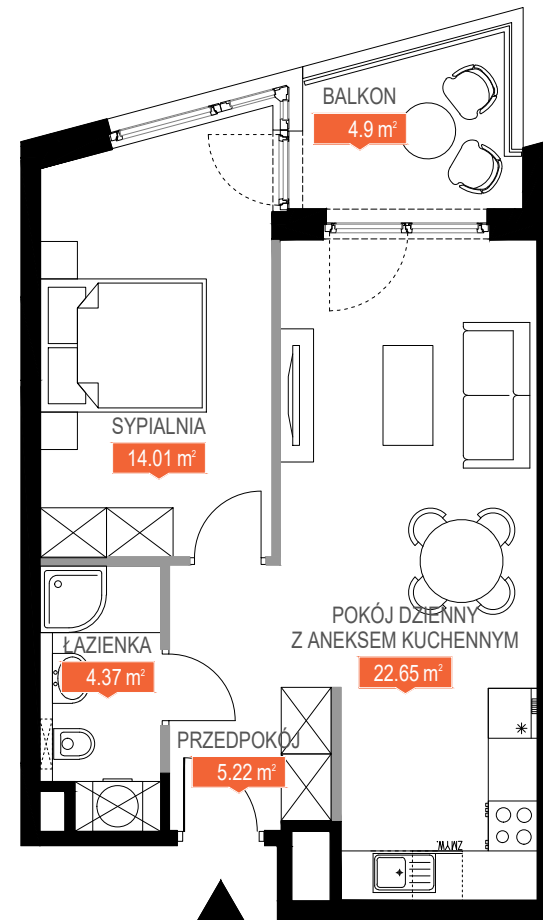 BALKON
4.9 m²
SYPIALNIA
14.01 m²
POKÓJ DZIENNY
Z ANEKSEM KUCHENNYM
22.65 m²
ŁAZIENKA
4.37 m²
PRZEDPOKÓJ
5.22 m²
ZMYW.